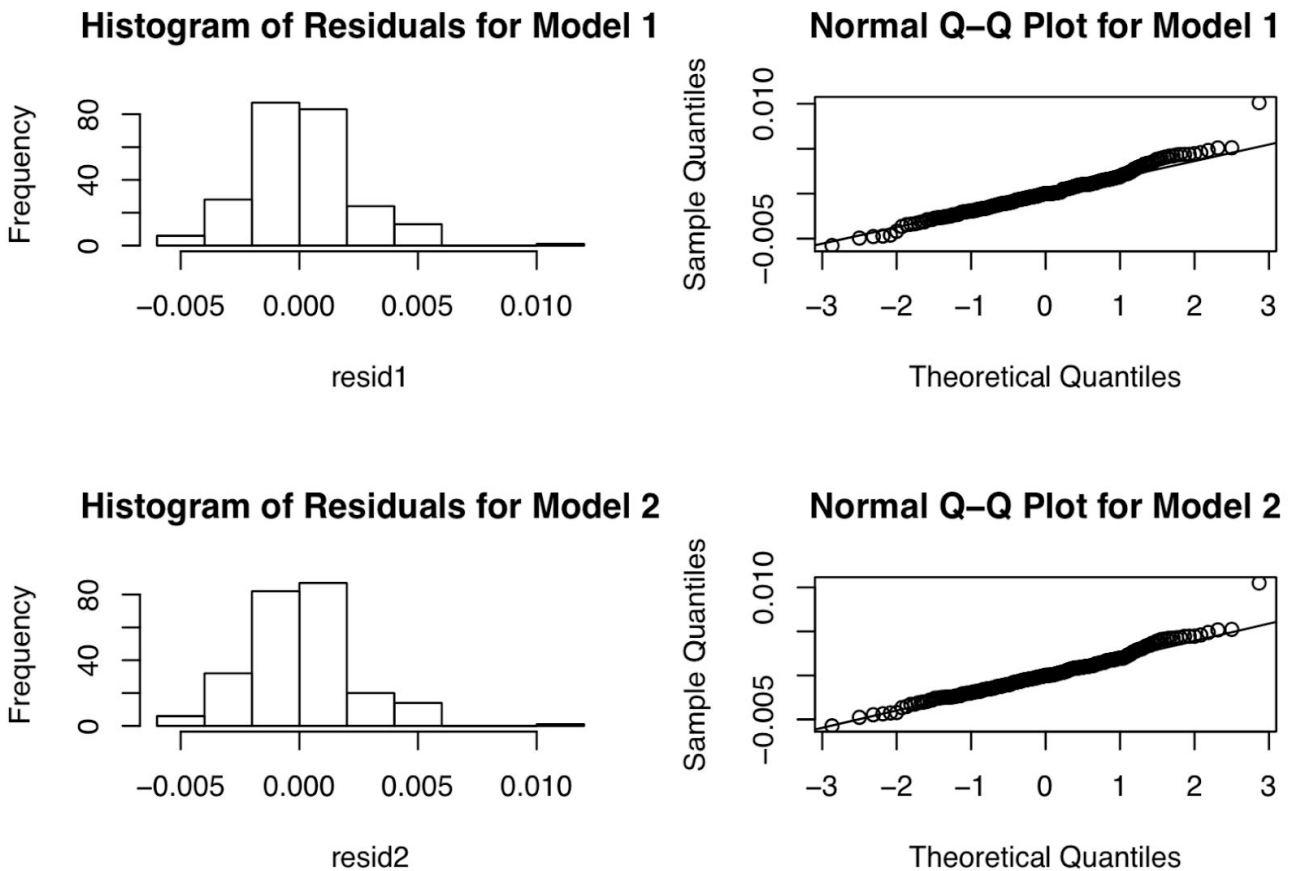 Histogram of Residuals for Model 1
Frequency
0
40
80
−0.005
0.000
0.005
0.010
resid1
Normal Q−Q Plot for Model 1
Sample Quantiles
−0.005
0.010
−3
−2
−1
0
1
2
3
Theoretical Quantiles
Histogram of Residuals for Model 2
Frequency
0
40
80
−0.005
0.000
0.005
0.010
resid2
Normal Q−Q Plot for Model 2
Sample Quantiles
−0.005
0.010
−3
−2
−1
0
1
2
3
Theoretical Quantiles